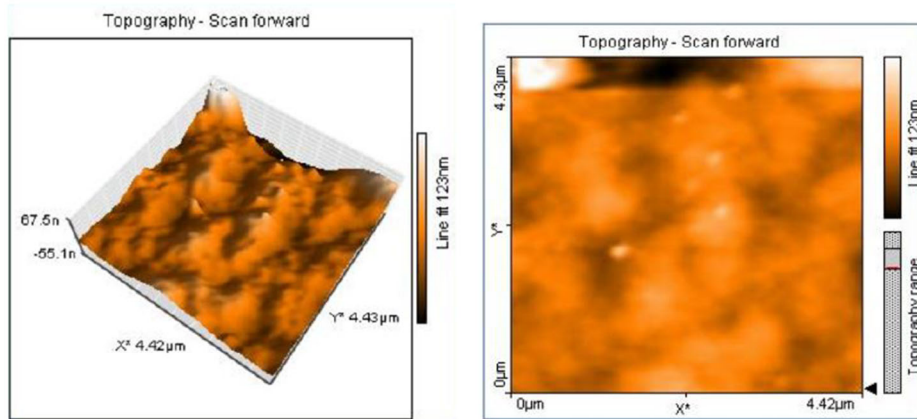 Topography - Scan forward
67.5n
-55.1n
X* 4.42µm
Y* 4.43µm
Line fit 123nm
Topography - Scan forward
4.43µm
Y*
0µm
0µm
X*
4.42µm
Line fit 123nm
Topography range